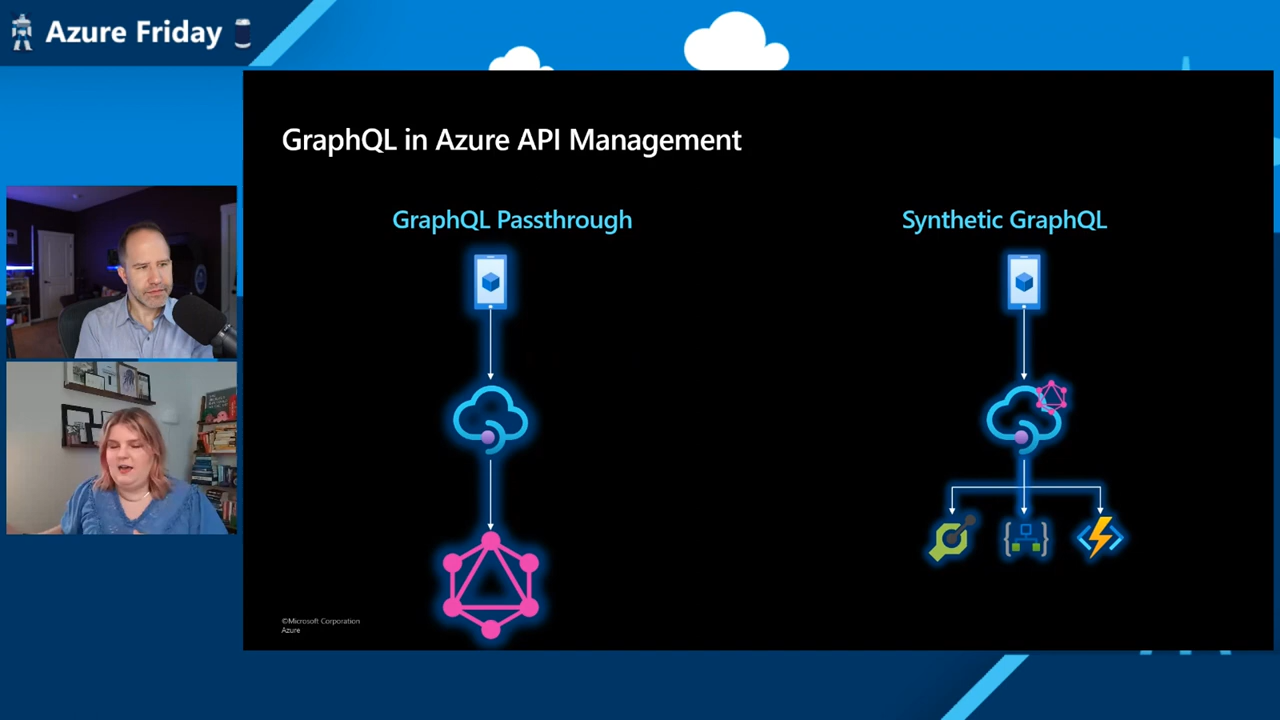 Azure Friday
GraphQL in Azure API Management
GraphQL Passthrough
Synthetic GraphQL
©Microsoft Corporation
Azure